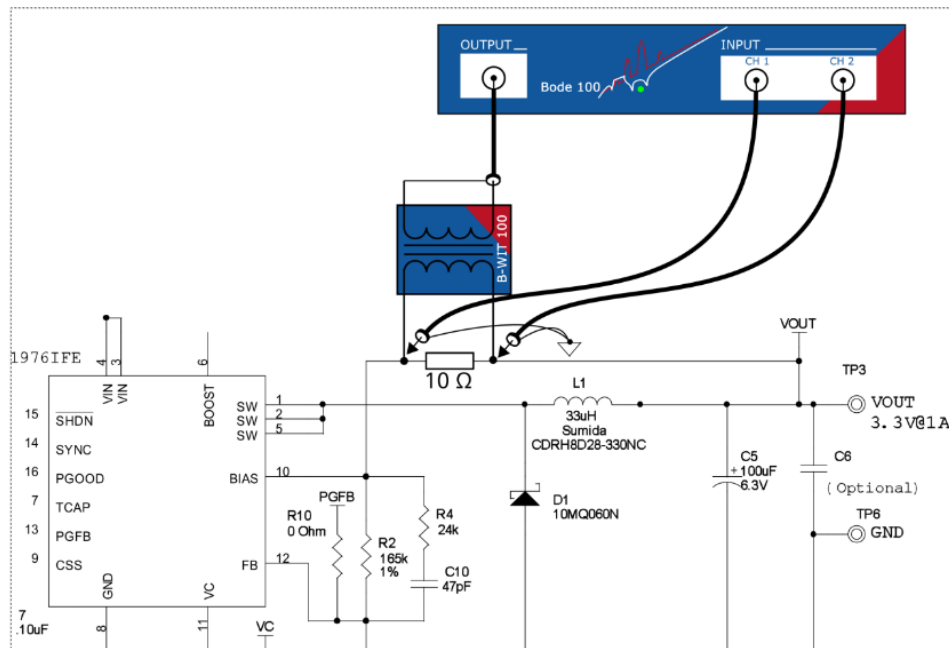 OUTPUT
INPUT
CH 1
CH 2
Bode 100
B-WIT 100
10 Ω
VOUT
1976IFE
4
3
6
VIN
VIN
BOOST
15
SHDN
14
SYNC
16
PGOOD
7
TCAP
13
PGFB
9
CSS
SW
1
SW
2
SW
5
BIAS
10
FB
12
GND
VC
8
11
7
.10uF
VC
PGFB
R10
0 Ohm
R2
165k
1%
R4
24k
C10
47pF
L1
33uH
Sumida
CDRH8D28-330NC
D1
10MQ060N
C5
+
100uF
6.3V
C6
(Optional)
TP3
VOUT
3.3V@1A
TP6
GND